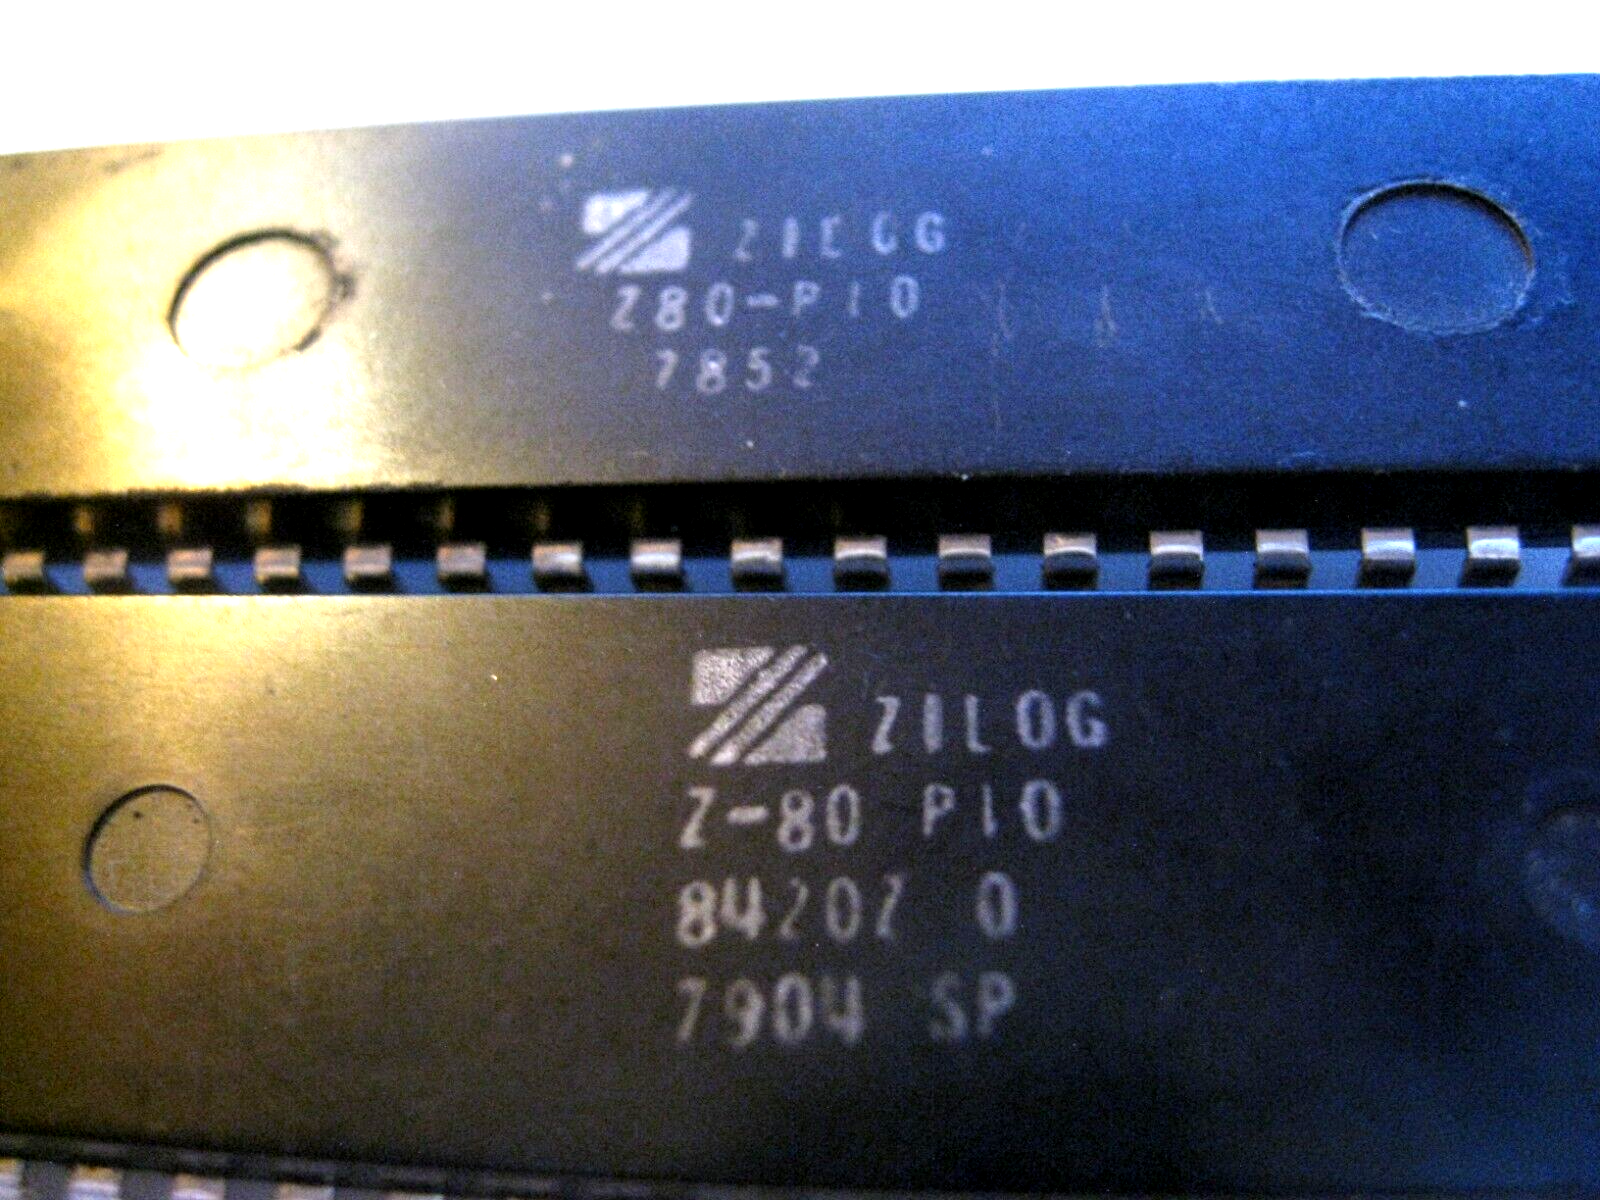 ZILOG
Z80-PIO
7852
ZILOG
Z-80 PIO
8420Z 0
7904 SP